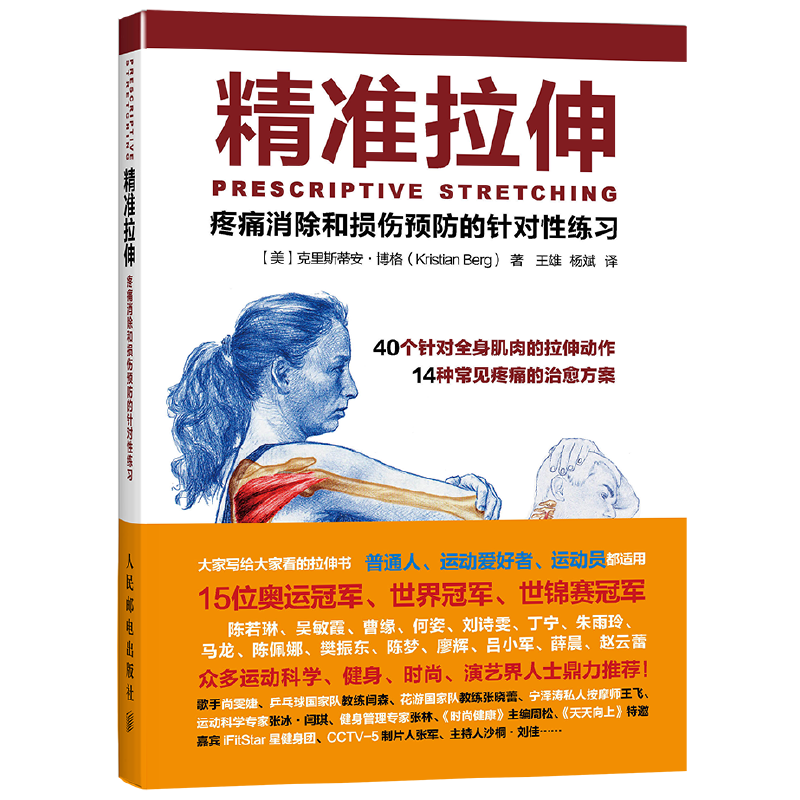 精准拉伸
PRESCRIPTIVE STRETCHING
疼痛消除和损伤预防的针对性练习
【美】克里斯蒂安·博格（Kristian Berg）著 王雄 杨斌 译
40个针对全身肌肉的拉伸动作
14种常见疼痛的治愈方案
大家写给大家看的拉伸书 普通人、运动爱好者、运动员都适用
15位奥运冠军、世界冠军、世锦赛冠军
陈若琳、吴敏霞、曹缘、何姿、刘诗雯、丁宁、朱雨玲、
马龙、陈佩娜、樊振东、陈梦、廖辉、吕小军、薛晨、赵云蕾
众多运动科学、健身、时尚、演艺界人士鼎力推荐！
歌手尚雯婕、乒乓球国家队教练闫森、花游国家队教练张晓蕾、宁泽涛私人按摩师王飞、
运动科学专家张冰·闫琪、健身管理专家张林、《时尚健康》主编周松、《天天向上》特邀
嘉宾iFitStar星健身团、CCTV-5制片人张军、主持人沙桐·刘佳……
PRESCRIPTIVE
STRETCHING
精准拉伸
疼痛消除和损伤预防的针对性练习
人民邮电出版社